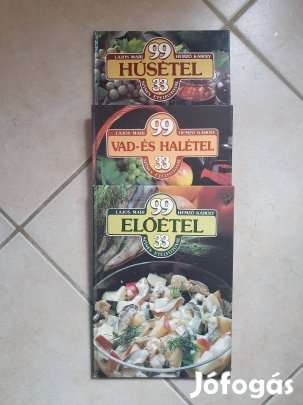 LAJOS MARI 99 HEMZŐ KÁROLY
HÚSÉTEL
33
LAJOS MARI 99 HEMZŐ KÁROLY
VAD-ÉS HALÉTEL
33
LAJOS MARI 99 HEMZŐ KÁROLY
ELŐÉTEL
33
Jófogás